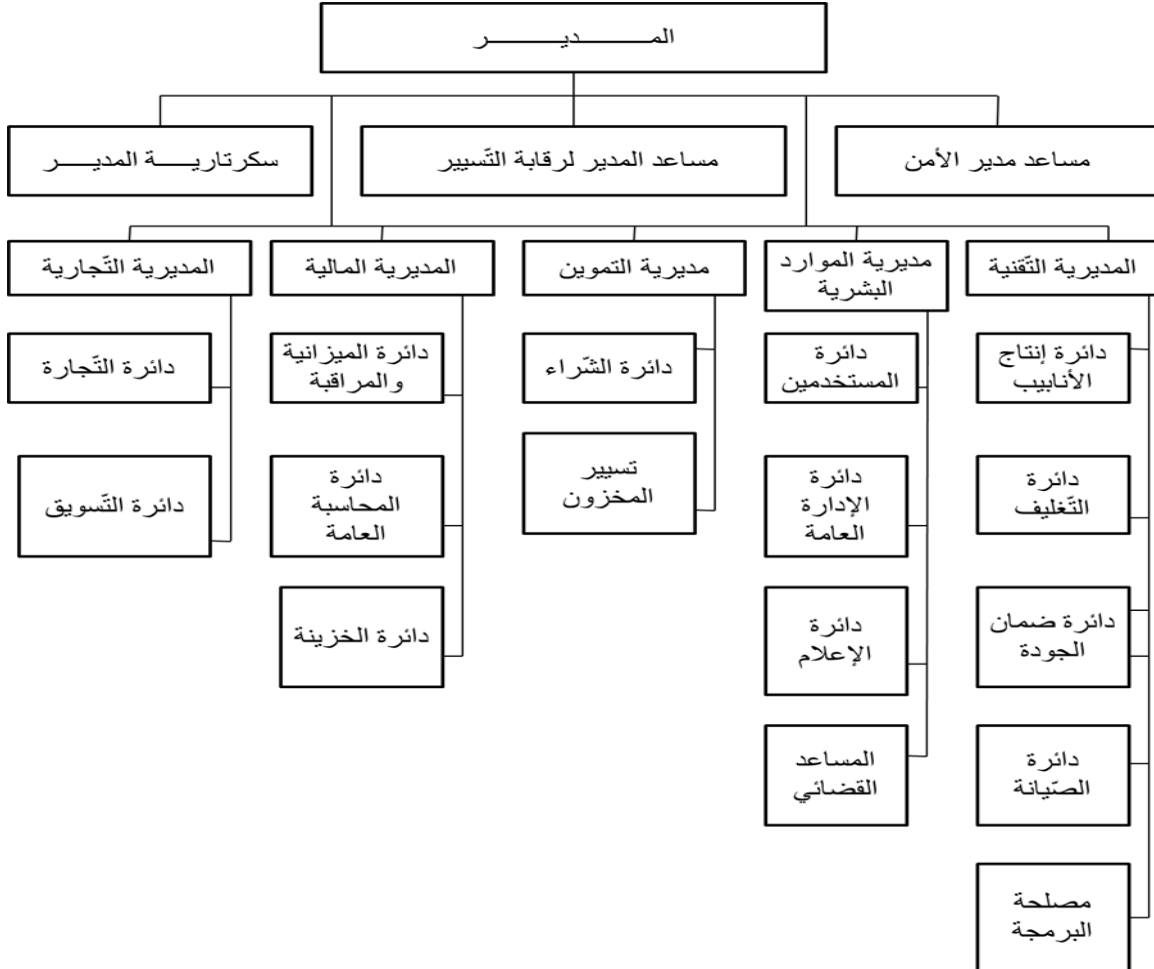 المـــــــــديـــــــــر
مساعد مدير الأمن
مساعد المدير لرقابة التّسيير
سكرتاريـــــة المديـــــر
المديرية التّقنية
مديرية الموارد
البشرية
مديرية التموين
المديرية المالية
المديرية التّجارية
دائرة إنتاج
الأنابيب
دائرة
التّغليف
دائرة ضمان
الجودة
دائرة
الصّيانة
مصلحة
البرمجة
دائرة
المستخدمين
دائرة
الإدارة
العامة
دائرة
الإعلام
المساعد
القضائي
دائرة الشّراء
تسيير
المخزون
دائرة الميزانية
والمراقبة
دائرة
المحاسبة
العامة
دائرة الخزينة
دائرة التّجارة
دائرة التّسويق